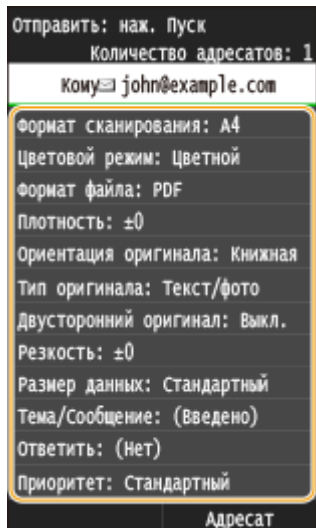 Отправить: наж. Пуск
Количество адресатов: 1
Кому john@example.com
Формат сканирования: A4
Цветовой режим: Цветной
Формат файла: PDF
Плотность: ±0
Ориентация оригинала: Книжная
Тип оригинала: Текст/фото
Двусторонний оригинал: Выкл.
Резкость: ±0
Размер данных: Стандартный
Тема/Сообщение: (Введено)
Ответить: (Нет)
Приоритет: Стандартный
Адресат